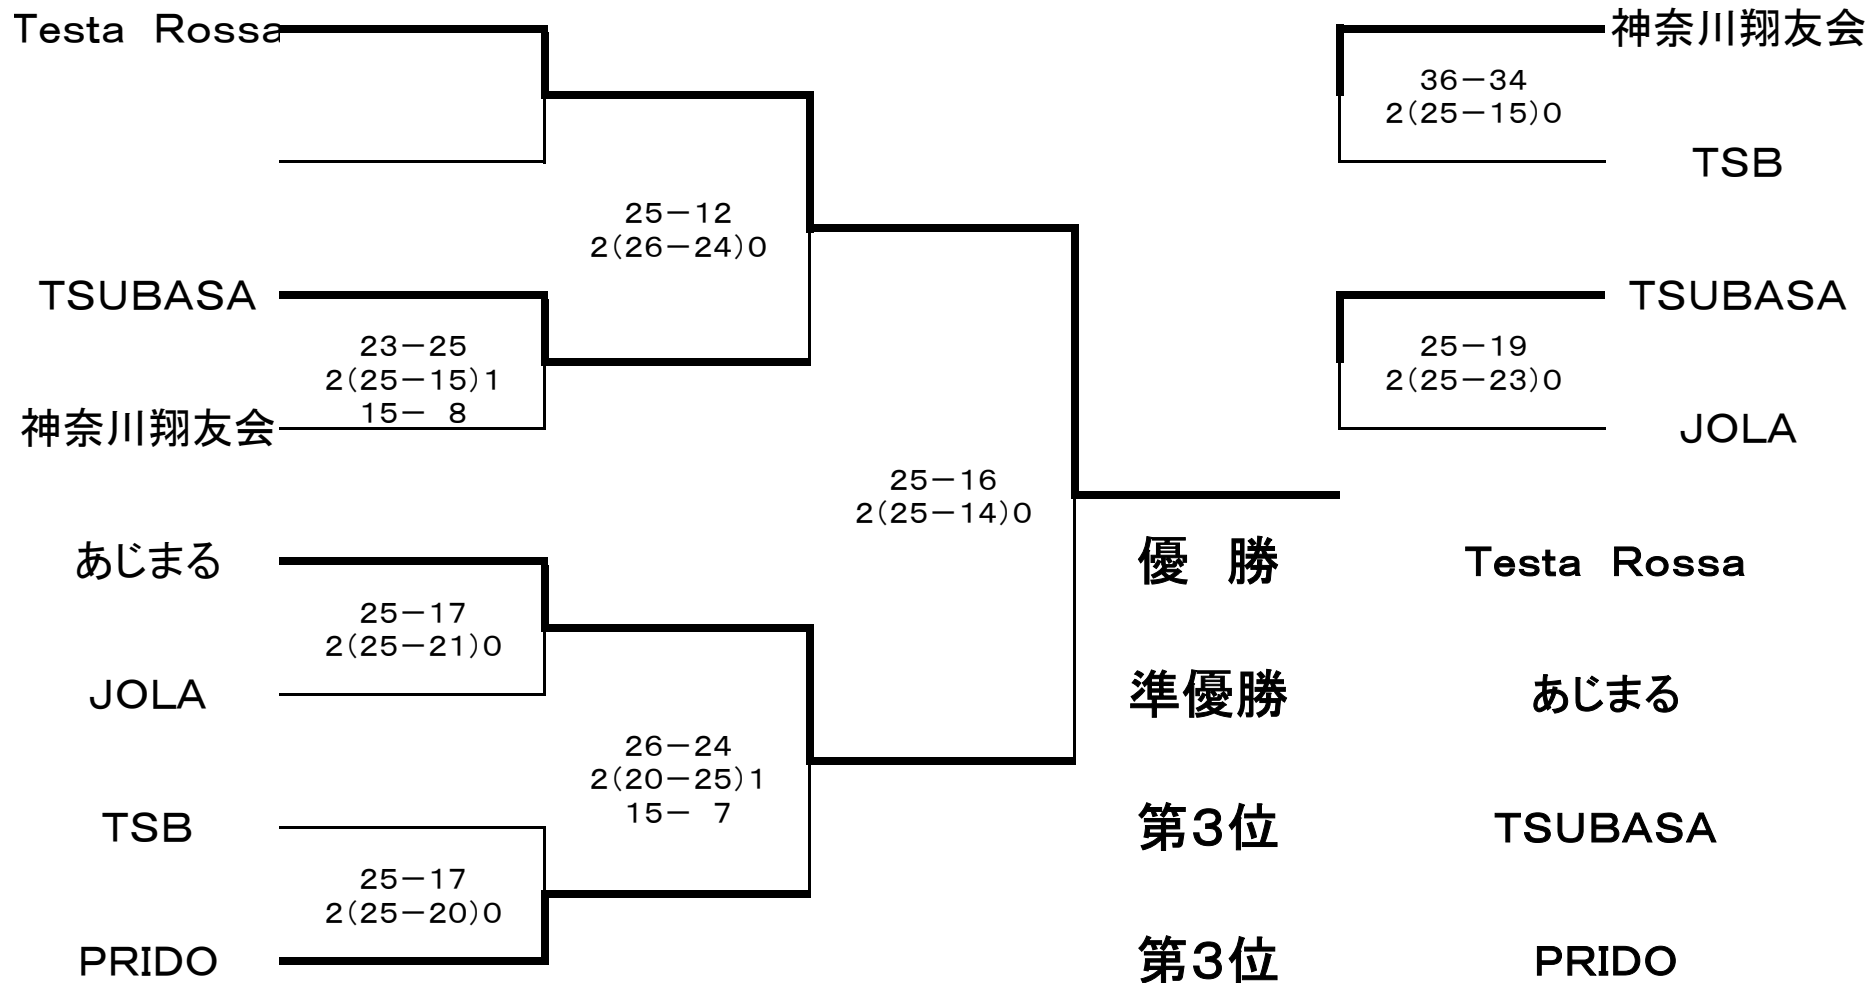 Testa　Rossa
25－12
2(26－24)0
TSUBASA
23－25
2(25－15)1
15－ 8
神奈川翔友会
25－16
2(25－14)0
あじまる
25－17
2(25－21)0
JOLA
26－24
2(20－25)1
15－ 7
TSB
25－17
2(25－20)0
PRIDO
神奈川翔友会
36－34
2(25－15)0
TSB
TSUBASA
25－19
2(25－23)0
JOLA
優　勝　Testa　Rossa
準優勝　あじまる
第3位　TSUBASA
第3位　PRIDO